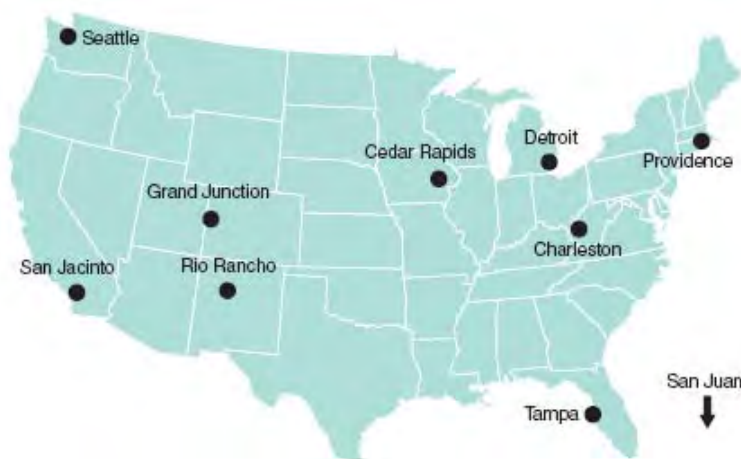 Seattle
Detroit
Cedar Rapids
Providence
Grand Junction
Charleston
San Jacinto
Rio Rancho
San Juan
Tampa